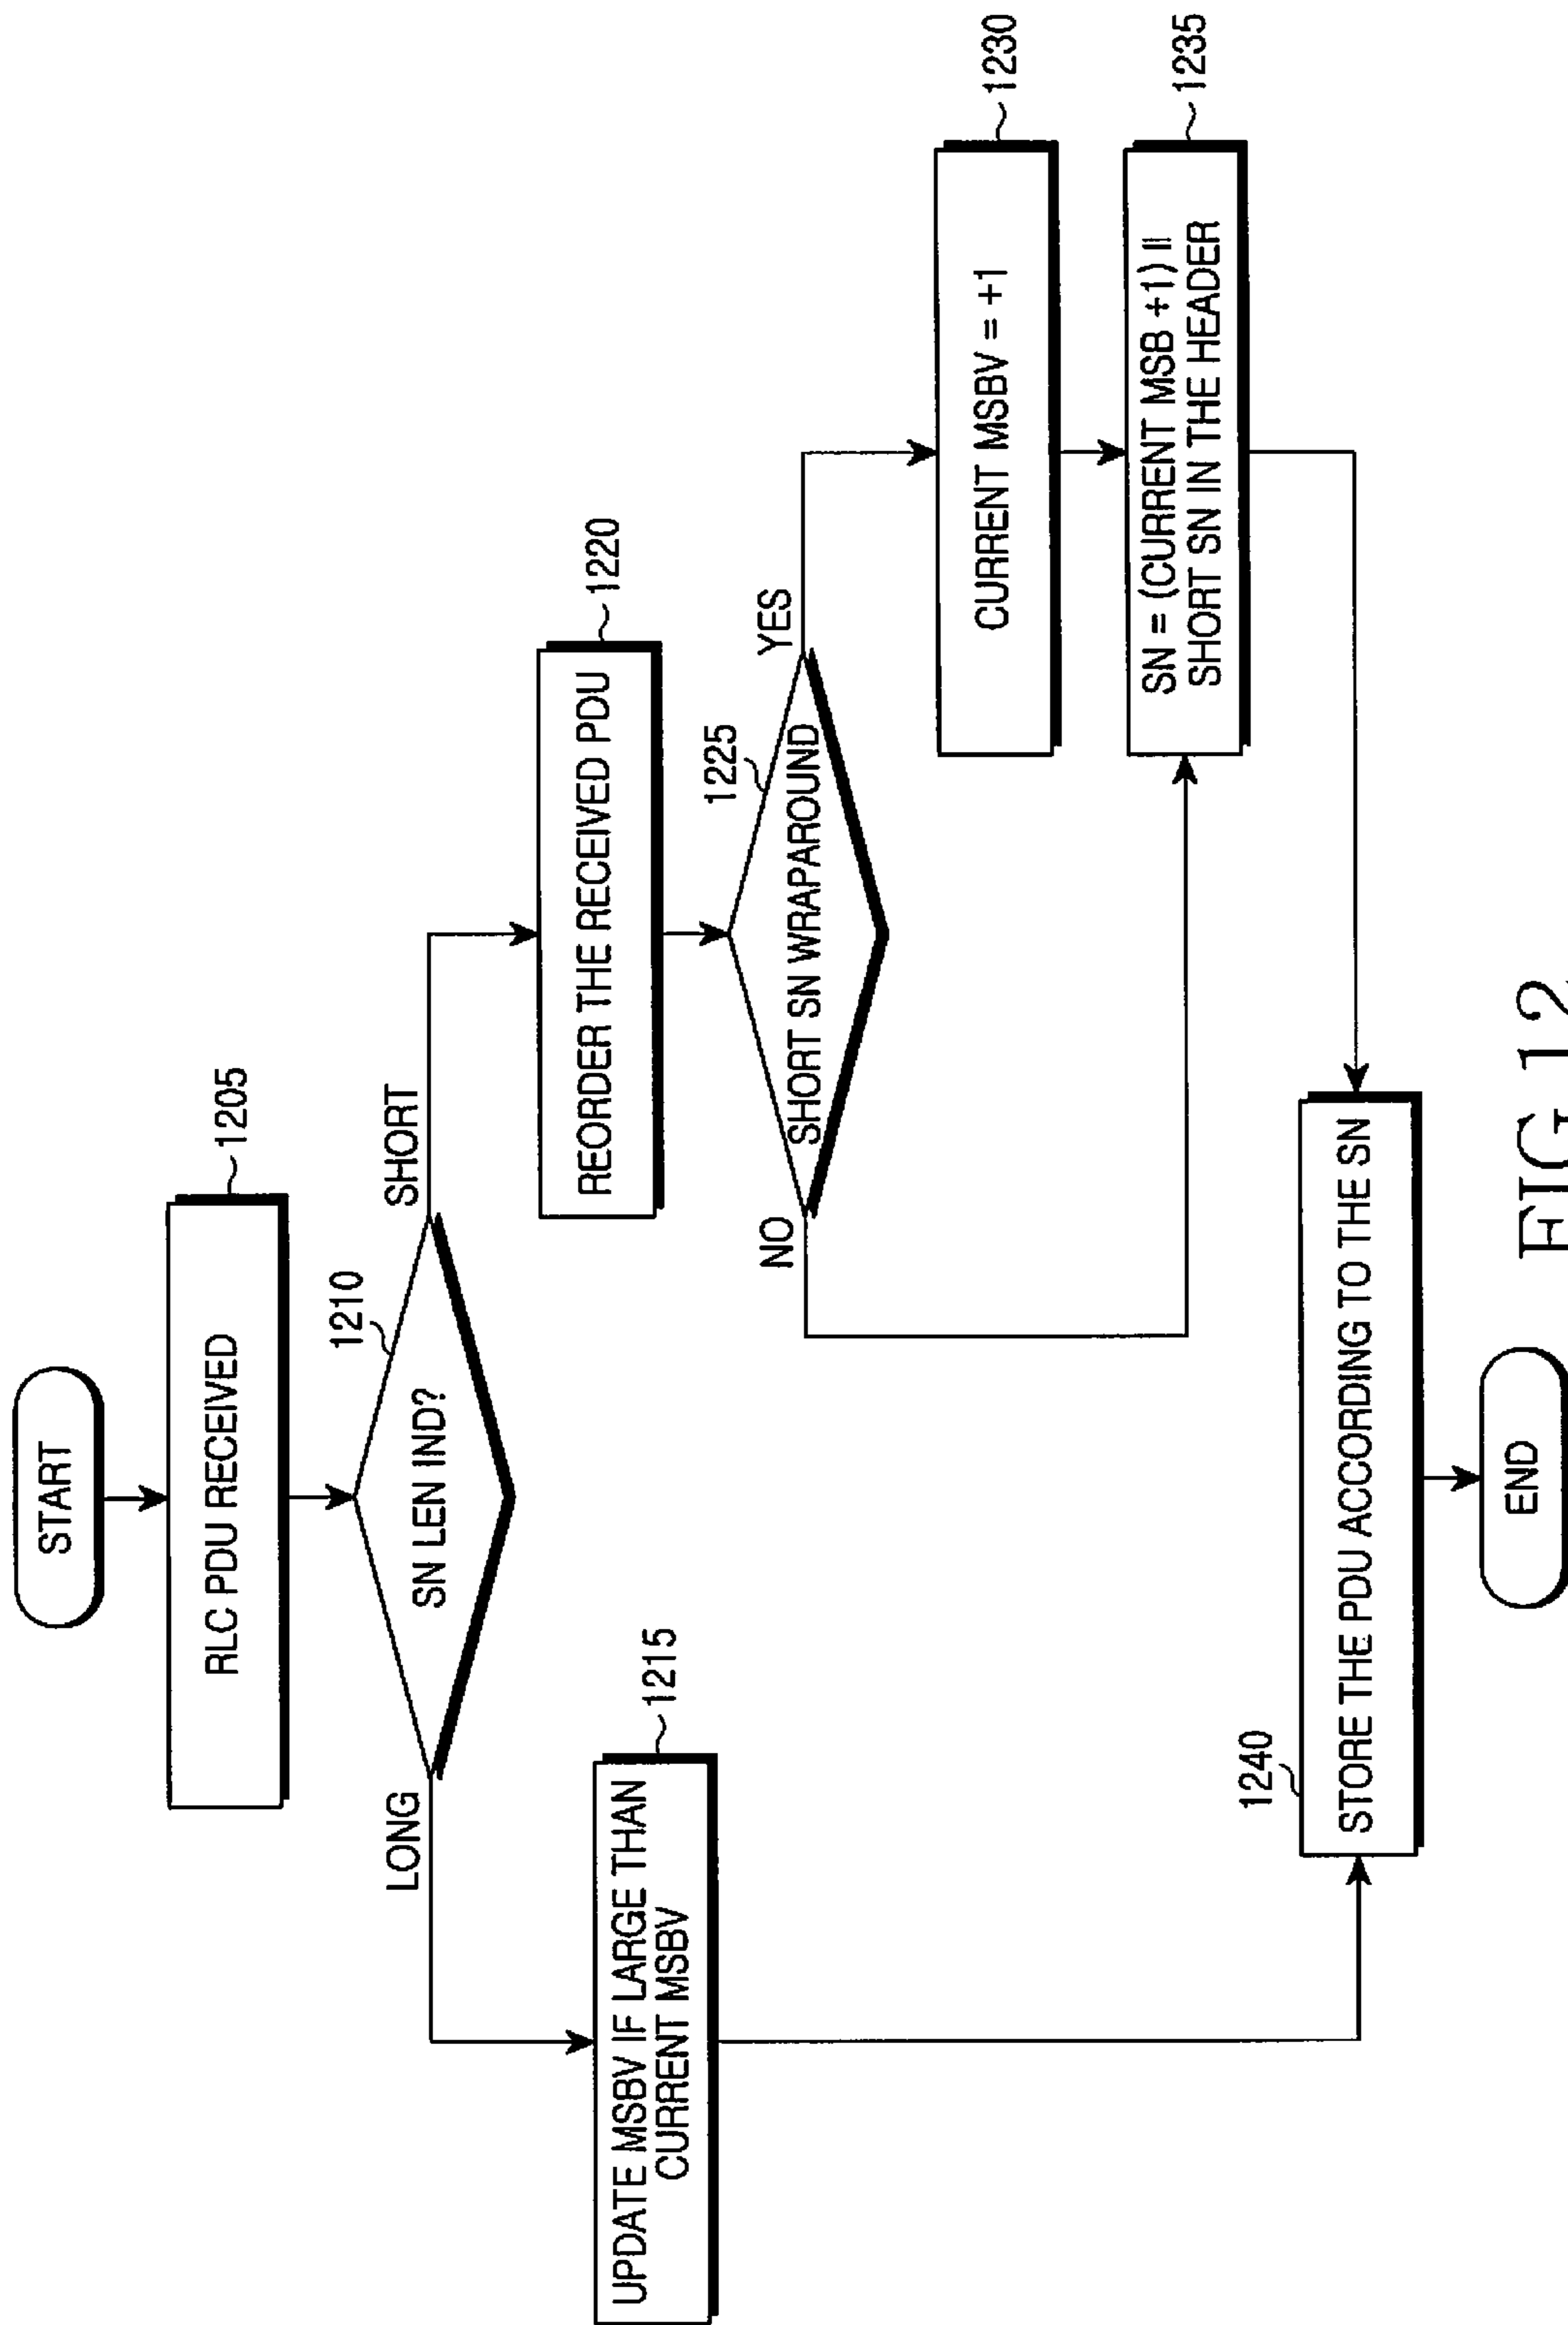 START
RLC PDU RECEIVED
1205
SN LEN IND?
1210
LONG
SHORT
UPDATE MSBV IF LARGE THAN
CURRENT MSBV
1215
REORDER THE RECEIVED PDU
1220
SHORT SN WRAPAROUND
1225
NO
YES
CURRENT MSBV = +1
1230
SN = (CURRENT MSB +1) ||
SHORT SN IN THE HEADER
1235
1240
STORE THE PDU ACCORDING TO THE SN
END
FIG.12